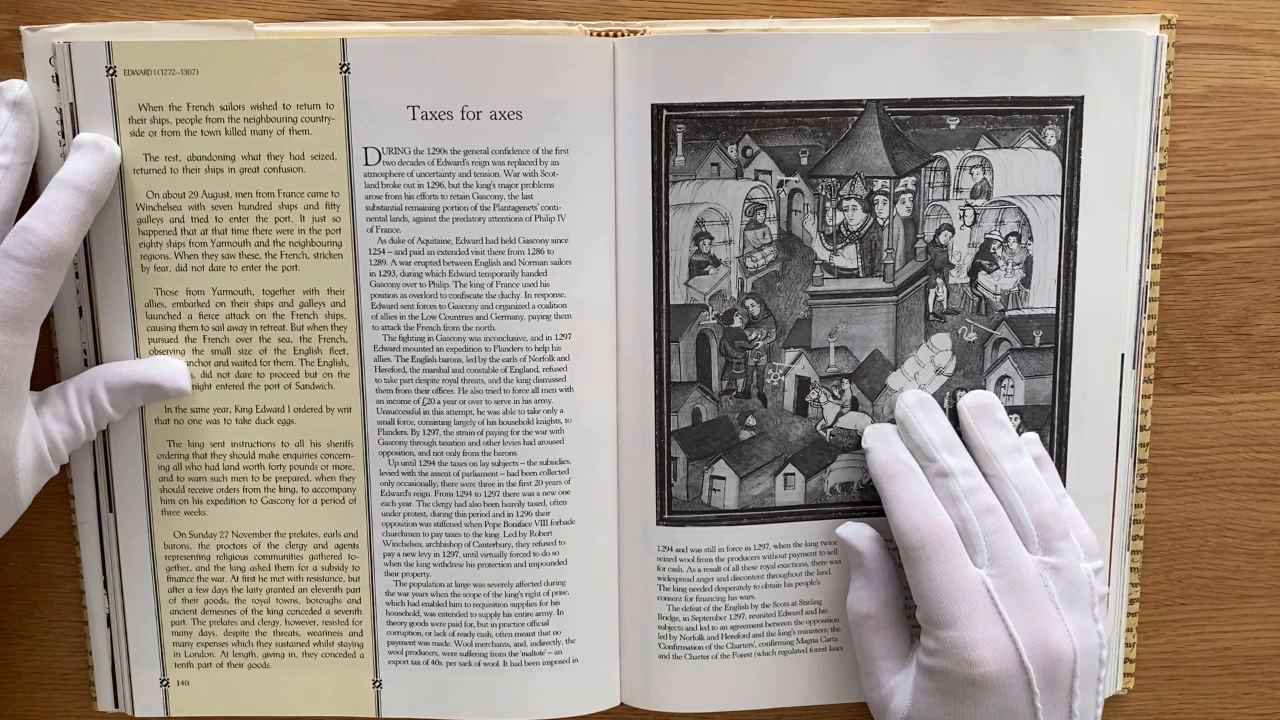 EDWARD I (1272–1307)
When the French sailors wished to return
their ships, people from the neighbouring country-
side or from the town killed many of them.
The rest, abandoning what they had seized,
returned to their ships in great confusion.
On about 29 August, men from France came to
Winchelsea with seven hundred ships and fifty
galleys and tried to enter the port. It just so
happened that at that time there were in the port
eighty ships from Yarmouth and the neighbouring
regions. When they saw these, the French, stricken
by fear, did not dare to enter the port.
Those from Yarmouth, together with their
allies, embarked on their ships and galleys and
launched a fierce attack on the French ships,
causing them to sail away in retreat. But when they
pursued the French over the sea, the French,
observing the small size of the English fleet,
anchor and waited for them. The English,
did not dare to proceed but on the
night entered the port of Sandwich.
In the same year, King Edward I ordered by writ
that no one was to take duck eggs.
The king sent instructions to all his sheriffs
ordering that they should make enquiries concern-
ing all who had land worth forty pounds or more,
and to warn such men to be prepared, when they
should receive orders from the king, to accompany
him on his expedition to Gascony for a period of
three weeks.
On Sunday 27 November the prelates, earls and
barons, the proctors of the clergy and agents
representing religious communities gathered to-
gether, and the king asked them for a subsidy to
finance the war. At first he met with resistance, but
after a few days the laity granted an eleventh part
of their goods, the royal towns, boroughs and
ancient demesnes of the king conceded a seventh
part. The prelates and clergy, however, resisted for
many days, despite the threats, weariness and
expenses which they sustained whilst staying
in London. At length, giving in, they conceded a
tenth part of their goods.
140
Taxes for axes
DURING the 1290s the general confidence of the first
two decades of Edward's reign was replaced by an
atmosphere of uncertainty and tension. War with Scot-
land broke out in 1296, but the king's major problems
arose from his efforts to retain Gascony, the last
substantial remaining portion of the Plantagenets' conti-
nental lands, against the predatory attentions of Philip IV
of France.
As duke of Aquitaine, Edward had held Gascony since
1254 – and paid an extended visit there from 1286 to
1289. A war erupted between English and Norman sailors
in 1293, during which Edward temporarily handed
Gascony over to Philip. The king of France used his
position as overlord to confiscate the duchy. In response,
Edward sent forces to Gascony and organized a coalition
of allies in the Low Countries and Germany, paying them
to attack the French from the north.
The fighting in Gascony was inconclusive, and in 1297
Edward mounted an expedition to Flanders to help his
allies. The English barons, led by the earls of Norfolk and
Hereford, the marshal and constable of England, refused
to take part despite royal threats, and the king dismissed
them from their offices. He also tried to force all men with
an income of £20 a year or over to serve in his army.
Unsuccessful in this attempt, he was able to take only a
small force, consisting largely of his household knights, to
Flanders. By 1297, the strain of paying for the war with
Gascony through taxation and other levies had aroused
opposition, and not only from the barons.
Up until 1294 the taxes on lay subjects – the subsidies,
levied with the assent of parliament – had been collected
only occasionally; there were three in the first 20 years of
Edward's reign. From 1294 to 1297 there was a new one
each year. The clergy had also been heavily taxed, often
under protest, during this period and in 1296 their
opposition was stiffened when Pope Boniface VIII forbade
churchmen to pay taxes to the king. Led by Robert
Winchelsea, archbishop of Canterbury, they refused to
pay a new levy in 1297, until virtually forced to do so
when the king withdrew his protection and impounded
their property.
The population at large was severely affected during
the war years when the scope of the king's right of prise,
which had enabled him to requisition supplies for his
household, was extended to supply his entire army. In
theory goods were paid for, but in practice official
corruption, or lack of ready cash, often meant that no
payment was made. Wool merchants, and, indirectly, the
wool producers, were suffering from the 'maltote' – an
export tax of 40s. per sack of wool. It had been imposed in
1294 and was still in force in 1297, when the king twice
seized wool from the producers without payment to sell
for cash. As a result of all these royal exactions, there was
widespread anger and discontent throughout the land.
The king needed desperately to obtain his people's
consent for financing his wars.
The defeat of the English by the Scots at Stirling
Bridge, in September 1297, reunited Edward and his
subjects and led to an agreement between the opposition
led by Norfolk and Hereford and the king's ministers: the
'Confirmation of the Charters', confirming Magna Carta
and the Charter of the Forest (which regulated forest laws